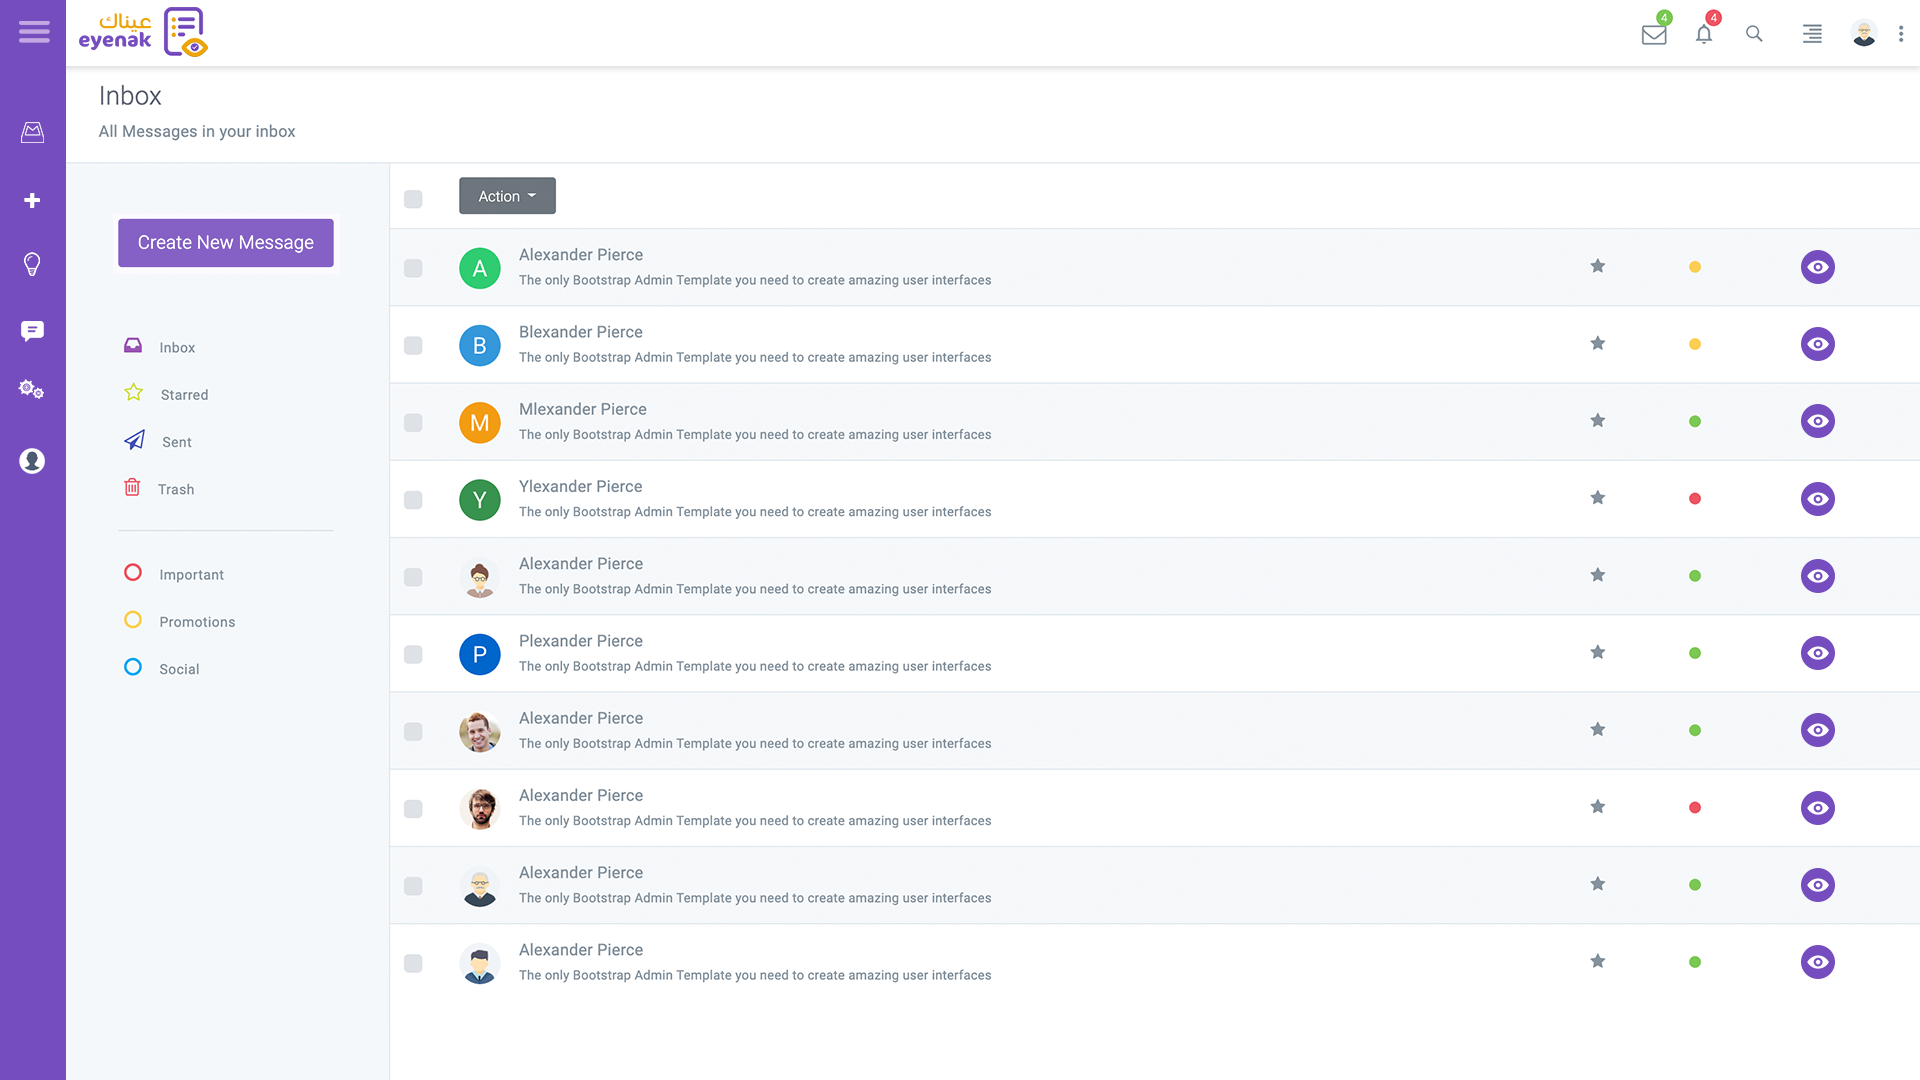 عيناك
eyenak
4
4
Inbox
All Messages in your inbox
Create New Message
Inbox
Starred
Sent
Trash
Important
Promotions
Social
Action
A
Alexander Pierce
The only Bootstrap Admin Template you need to create amazing user interfaces
B
Blexander Pierce
The only Bootstrap Admin Template you need to create amazing user interfaces
M
Mlexander Pierce
The only Bootstrap Admin Template you need to create amazing user interfaces
Y
Ylexander Pierce
The only Bootstrap Admin Template you need to create amazing user interfaces
Alexander Pierce
The only Bootstrap Admin Template you need to create amazing user interfaces
P
Plexander Pierce
The only Bootstrap Admin Template you need to create amazing user interfaces
Alexander Pierce
The only Bootstrap Admin Template you need to create amazing user interfaces
Alexander Pierce
The only Bootstrap Admin Template you need to create amazing user interfaces
Alexander Pierce
The only Bootstrap Admin Template you need to create amazing user interfaces
Alexander Pierce
The only Bootstrap Admin Template you need to create amazing user interfaces